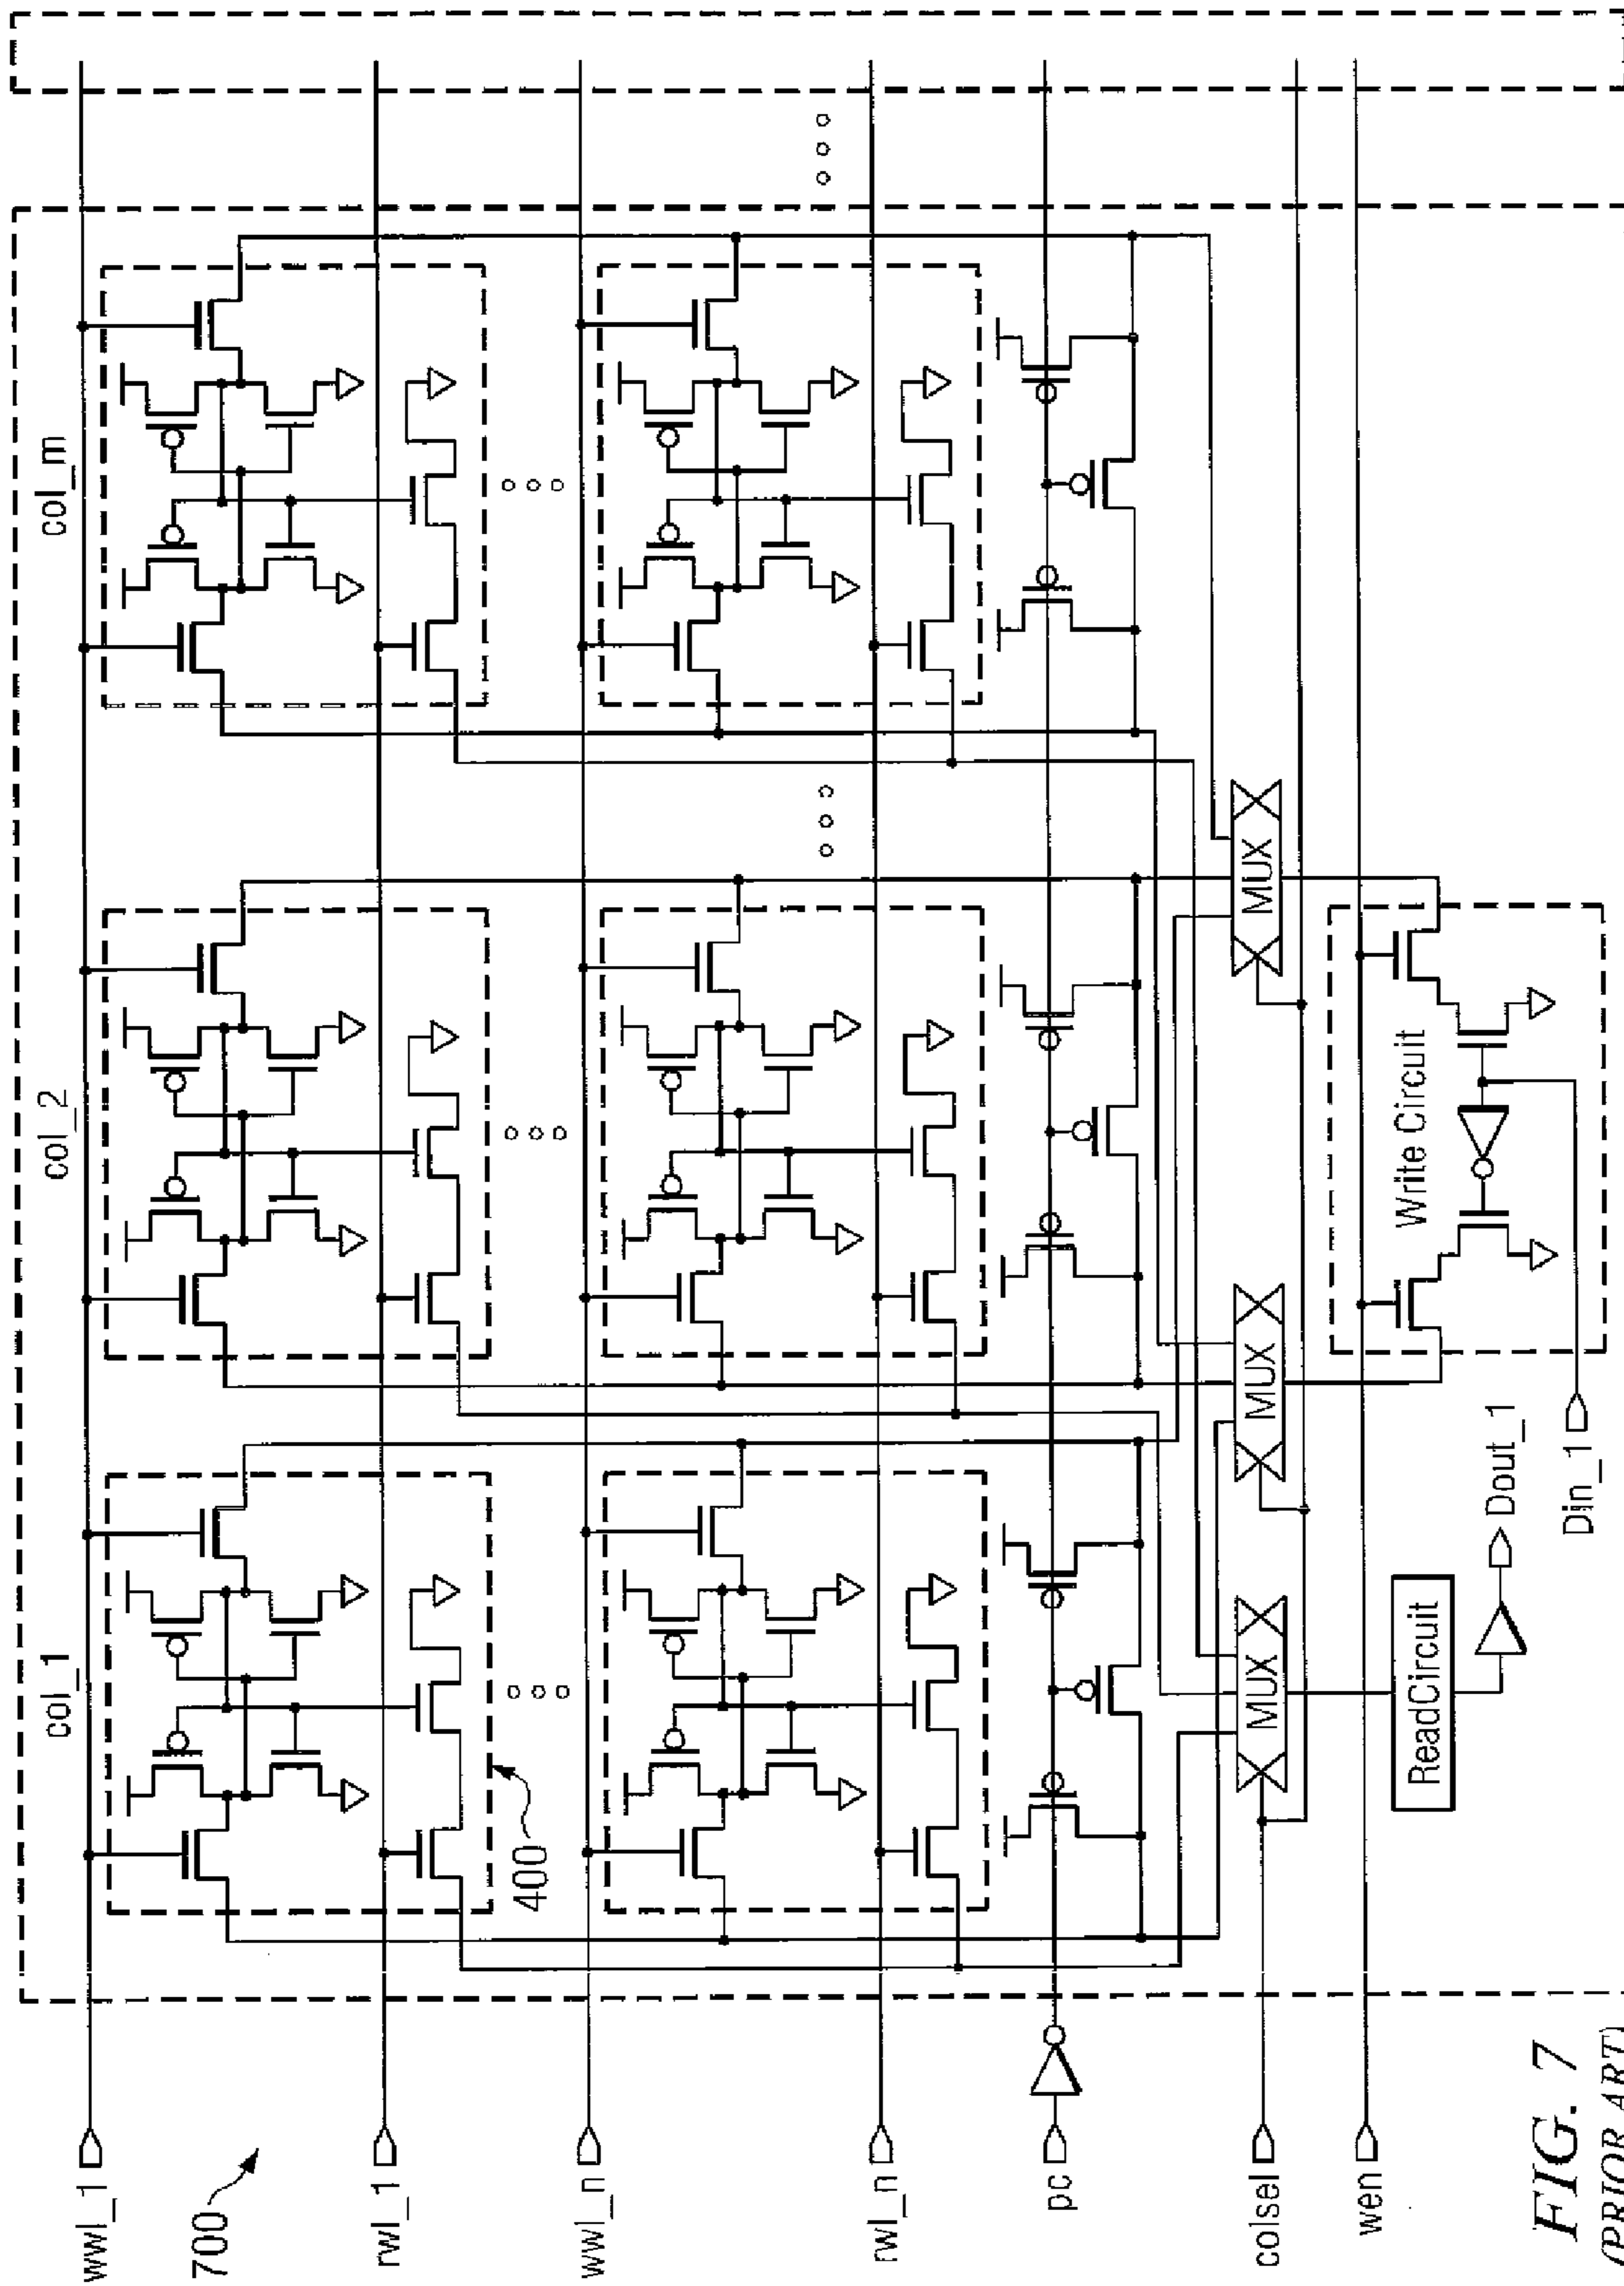 700
col_1
col_2
col_m
wwl_1
rwl_1
400
wwl_n
rwl_n
pc
colsel
MUX
MUX
MUX
wen
ReadCircuit
Write Circuit
Dout_1
Din_1
FIG. 7
(PRIOR ART)